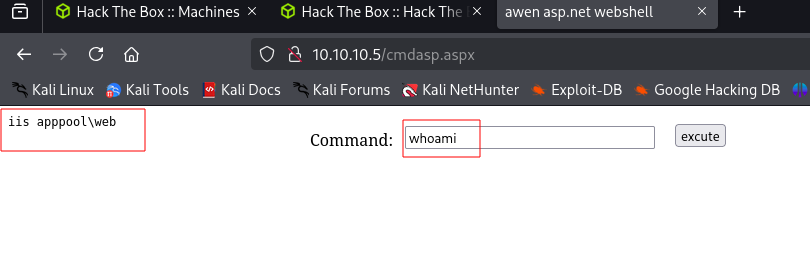 Hack The Box :: Machines
Hack The Box :: Hack The B
awen asp.net webshell
10.10.10.5/cmdasp.aspx
Kali Linux
Kali Tools
Kali Docs
Kali Forums
Kali NetHunter
Exploit-DB
Google Hacking DB
iis apppool\web
Command: whoami excute